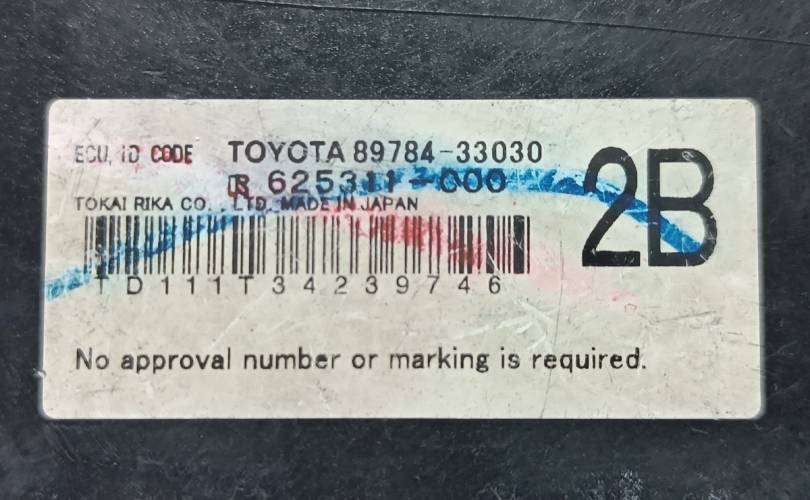 ECU, ID CODE TOYOTA 89784-33030
625311-000
2B
TOKAI RIKA CO., LTD. MADE IN JAPAN
TD111T34239746
No approval number or marking is required.